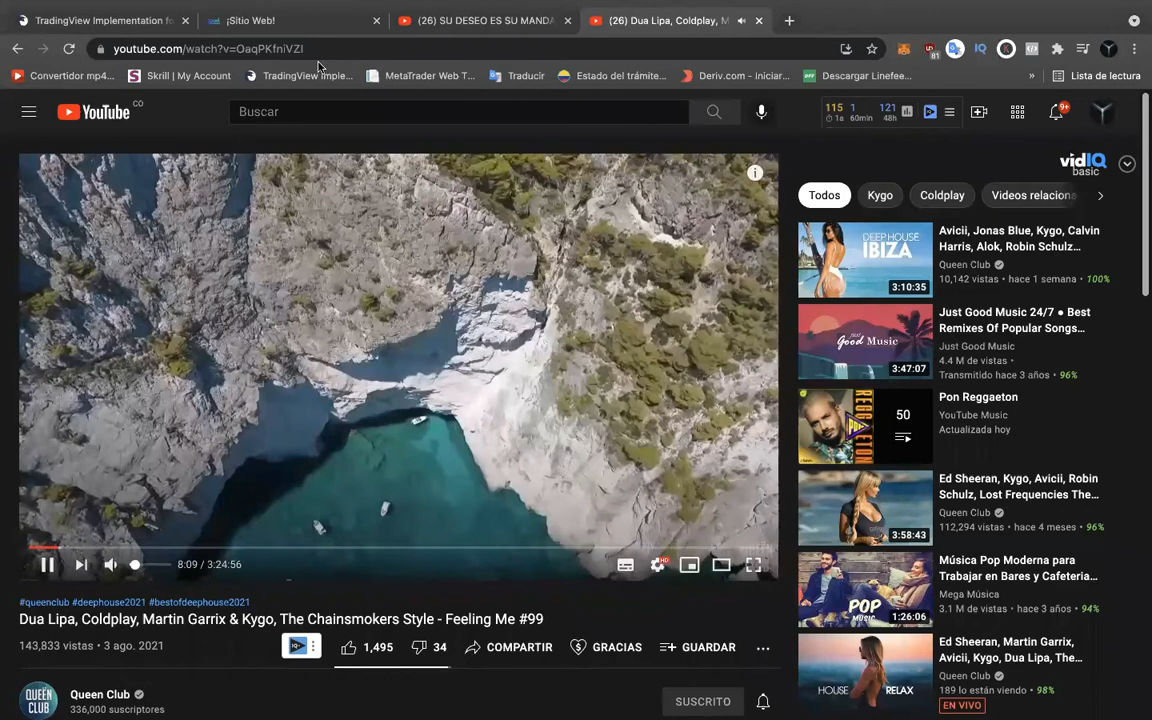 TradingView Implementation fo
¡Sitio Web!
(26) SU DESEO ES SU MANDA
(26) Dua Lipa, Coldplay, M
youtube.com/watch?v=OaqPKfniVZI
81
IQ
Convertidor mp4...
Skrill | My Account
TradingView Imple...
MetaTrader Web T...
Traducir
Estado del trámite...
Deriv.com - Iniciar...
Descargar Linefee...
»
Lista de lectura
YouTube CO
Buscar
115 1 121
1a 60min 48h
9+
vidIQ
basic
Todos
Kygo
Coldplay
Videos relaciona
DEEP HOUSE
IBIZA
3:10:35
Avicii, Jonas Blue, Kygo, Calvin
Harris, Alok, Robin Schulz...
Queen Club
10,142 vistas • hace 1 semana • 100%
Just
Good Music
3:47:07
Just Good Music 24/7 ● Best
Remixes Of Popular Songs...
Just Good Music
4.4 M de vistas •
Transmitido hace 3 años • 96%
PON
REGGAETON
50
Pon Reggaeton
YouTube Music
Actualizada hoy
3:58:43
Ed Sheeran, Kygo, Avicii, Robin
Schulz, Lost Frequencies The...
Queen Club
112,294 vistas • hace 4 meses • 96%
POP
MUSIC
1:26:06
Música Pop Moderna para
Trabajar en Bares y Cafeteria...
Mega Música
3.1 M de vistas • hace 3 años • 94%
HOUSE RELAX
Ed Sheeran, Martin Garrix,
Avicii, Kygo, Dua Lipa, The...
Queen Club
189 lo están viendo • 98%
EN VIVO
8:09 / 3:24:56
HD
#queenclub #deephouse2021 #bestofdeephouse2021
Dua Lipa, Coldplay, Martin Garrix & Kygo, The Chainsmokers Style - Feeling Me #99
143,833 vistas • 3 ago. 2021
1,495
34
COMPARTIR
GRACIAS
GUARDAR
QUEEN
CLUB
Queen Club
336,000 suscriptores
SUSCRITO